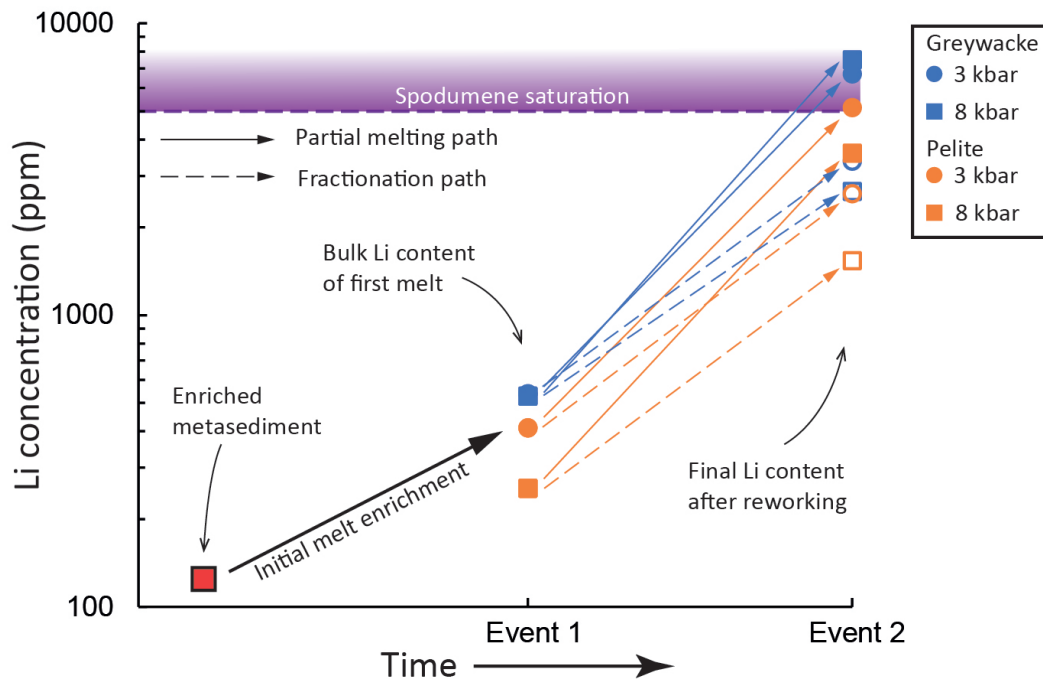 Li concentration (ppm)
10000
1000
100
Spodumene saturation
Partial melting path
Fractionation path
Bulk Li content
of first melt
Enriched
metasediment
Initial melt enrichment
Final Li content
after reworking
Event 1
Event 2
Time
Greywacke
3 kbar
8 kbar
Pelite
3 kbar
8 kbar